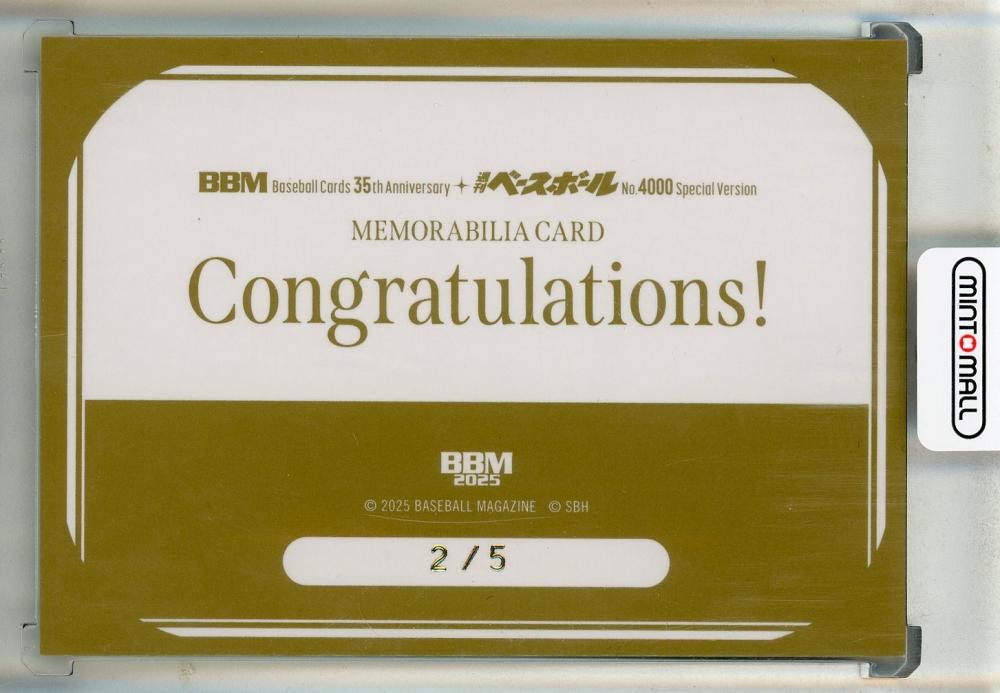 BBM Baseball Cards 35th Anniversary + 週刊ベースボール No.4000 Special Version
MEMORABILIA CARD
Congratulations!
BBM
2025
© 2025 BASEBALL MAGAZINE © SBH
2/5
MINTMALL